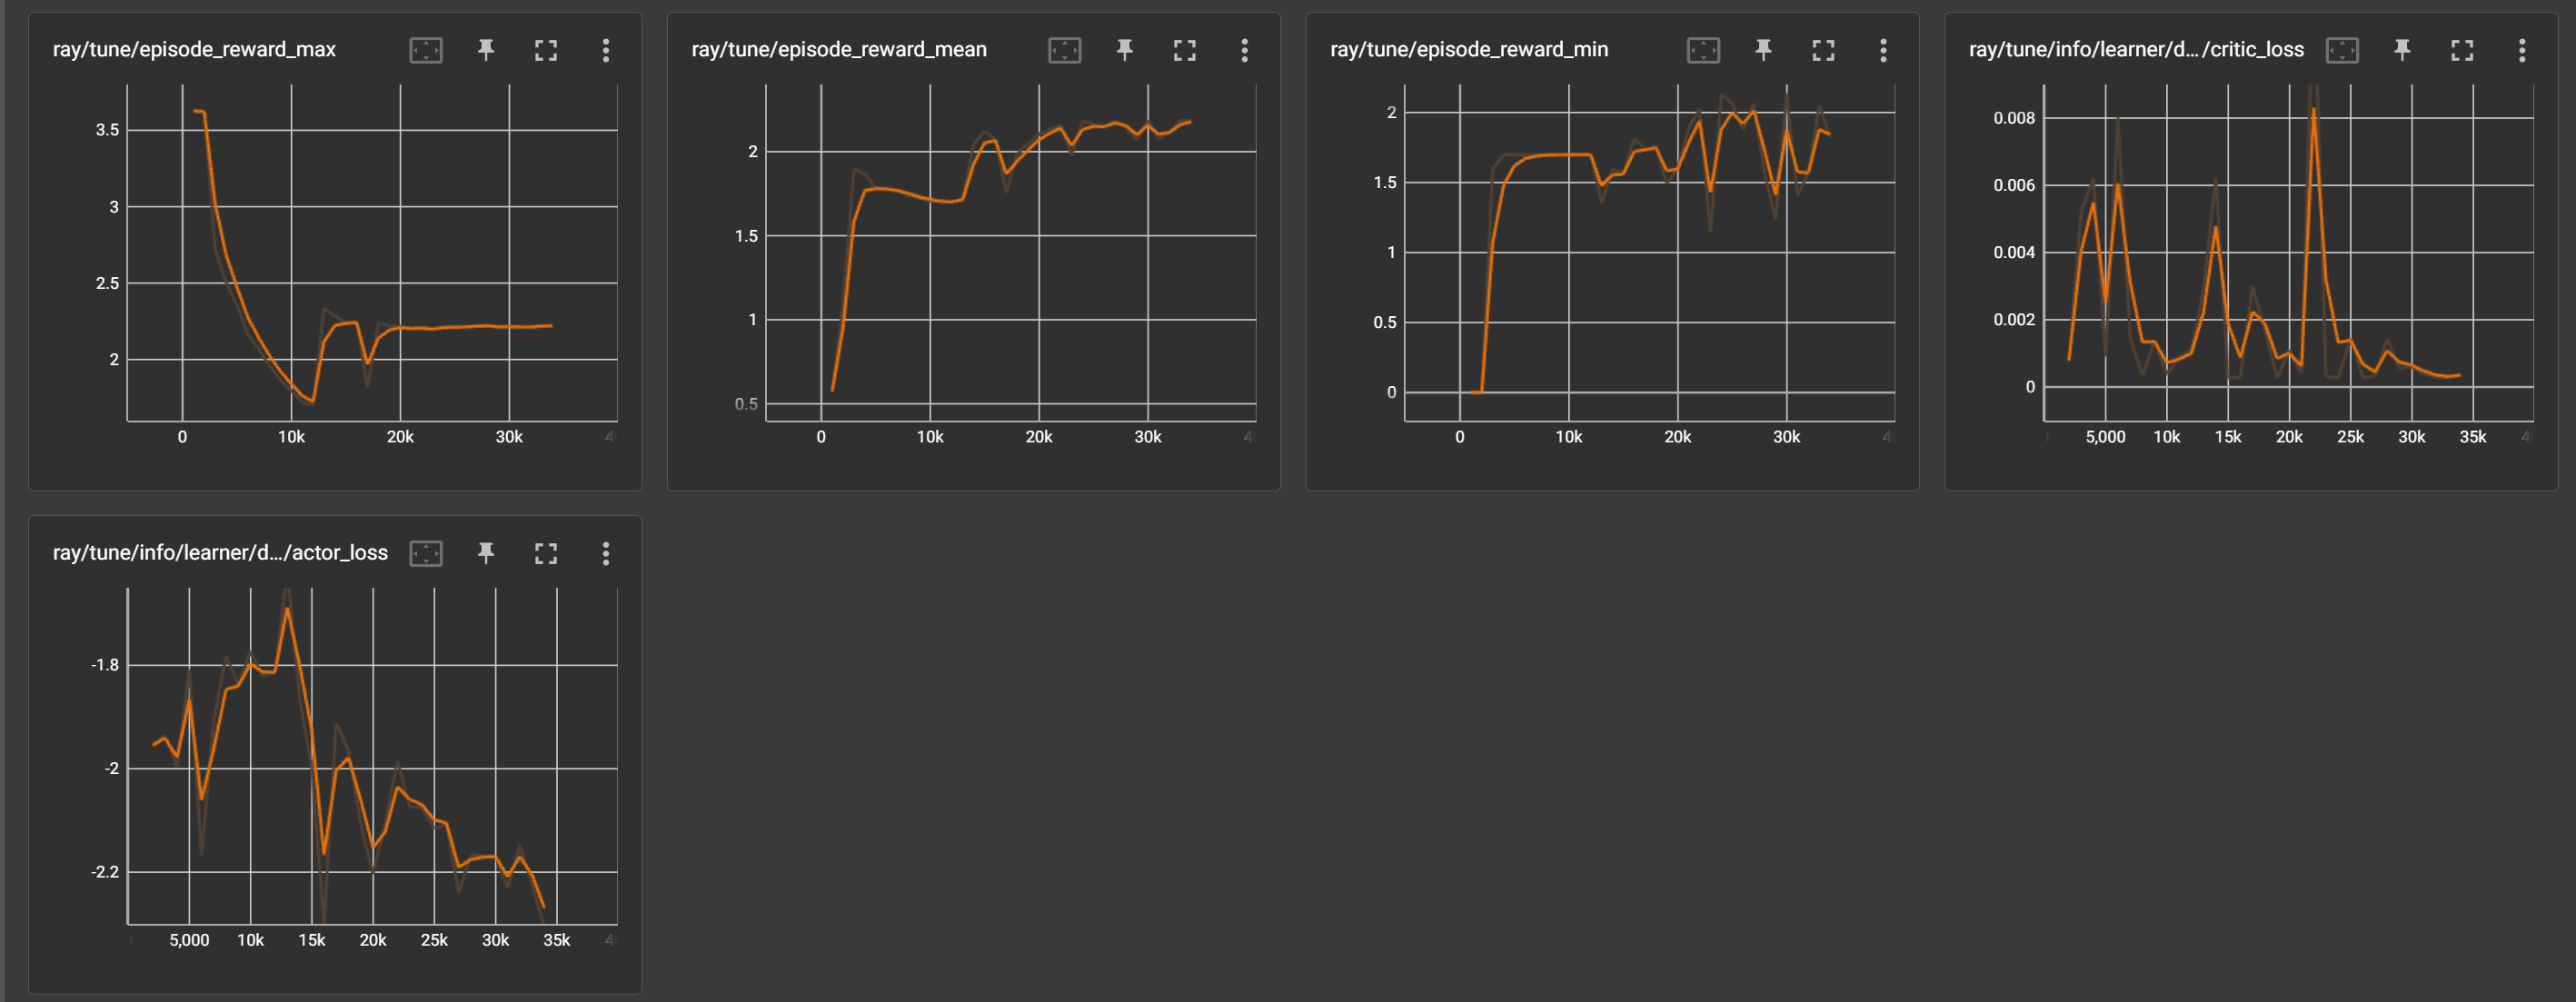 ray/tune/episode_reward_max
3.5
3
2.5
2
0 10k 20k 30k
ray/tune/episode_reward_mean
2
1.5
1
0.5
0 10k 20k 30k
ray/tune/episode_reward_min
2
1.5
1
0.5
0
0 10k 20k 30k
ray/tune/info/learner/d.../critic_loss
0.008
0.006
0.004
0.002
0
5,000 10k 15k 20k 25k 30k 35k
ray/tune/info/learner/d.../actor_loss
-1.8
-2
-2.2
5,000 10k 15k 20k 25k 30k 35k